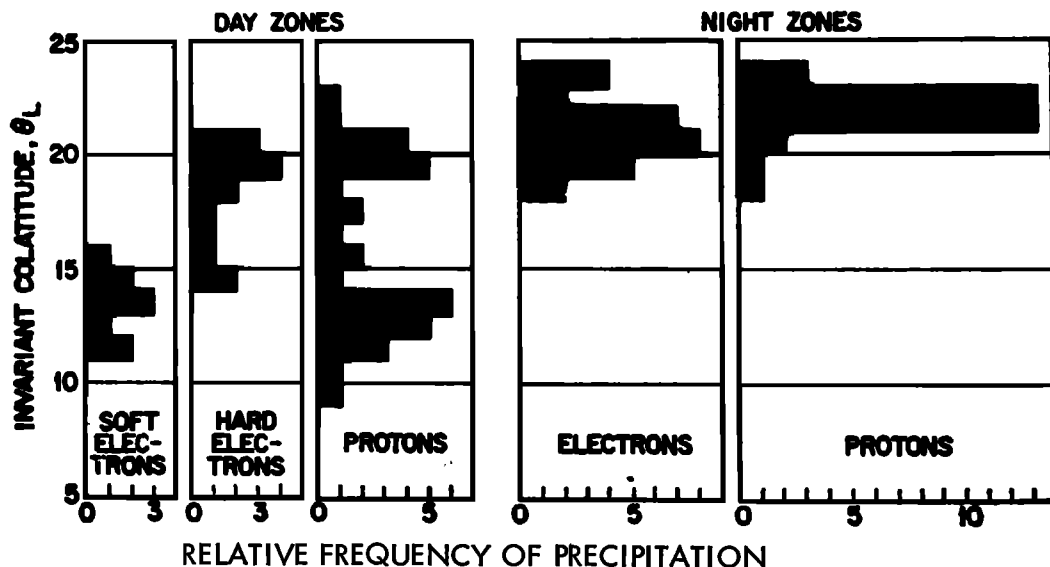 DAY ZONES
NIGHT ZONES
INVARIANT COLATITUDE, θL
25
20
15
10
5
SOFT
ELEC-
TRONS
HARD
ELEC-
TRONS
PROTONS
ELECTRONS
PROTONS
0 3 0 3 0 5 0 5 0 5 10
RELATIVE FREQUENCY OF PRECIPITATION